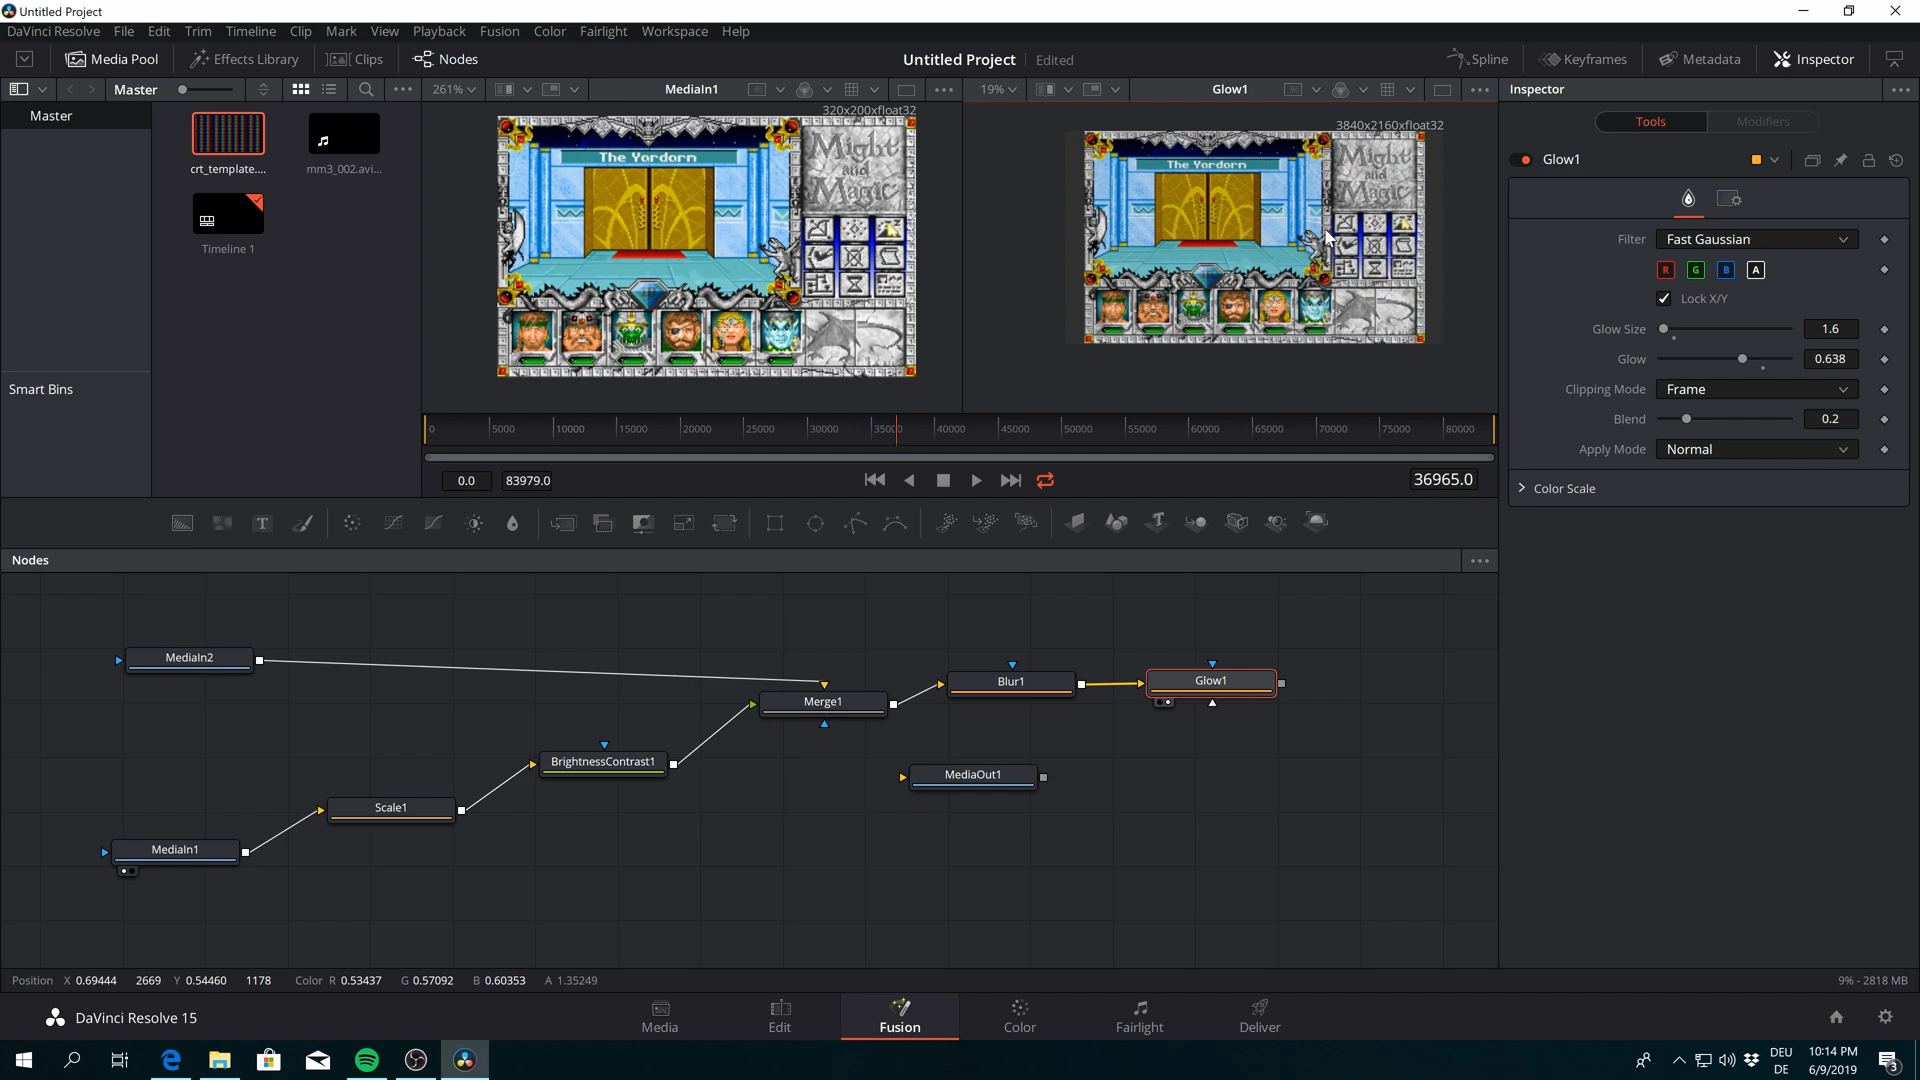 Untitled Project
DaVinci Resolve File Edit Trim Timeline Clip Mark View Playback Fusion Color Fairlight Workspace Help
Media Pool Effects Library Clips Nodes Untitled Project Edited Spline Keyframes Metadata Inspector
Master 261% MediaIn1 19% Glow1 Inspector
320x200xfloat32
3840x2160xfloat32
Master
Tools Modifiers
crt_template.... mm3_002.avi...
Timeline 1
Smart Bins
The Yordorn
Might and Magic
The Yordorn
Might and Magic
Glow1
Filter Fast Gaussian
R G B A
Lock X/Y
Glow Size 1.6
Glow 0.638
Clipping Mode Frame
Blend 0.2
Apply Mode Normal
Color Scale
0 5000 10000 15000 20000 25000 30000 35000 40000 45000 50000 55000 60000 65000 70000 75000 80000
0.0 83979.0 36965.0
T
Nodes
MediaIn2
Blur1
Glow1
Merge1
BrightnessContrast1
MediaOut1
Scale1
MediaIn1
Position X 0.69444 2669 Y 0.54460 1178 Color R 0.53437 G 0.57092 B 0.60353 A 1.35249 9% - 2818 MB
DaVinci Resolve 15
Media Edit Fusion Color Fairlight Deliver
DEU
DE
10:14 PM
6/9/2019
3